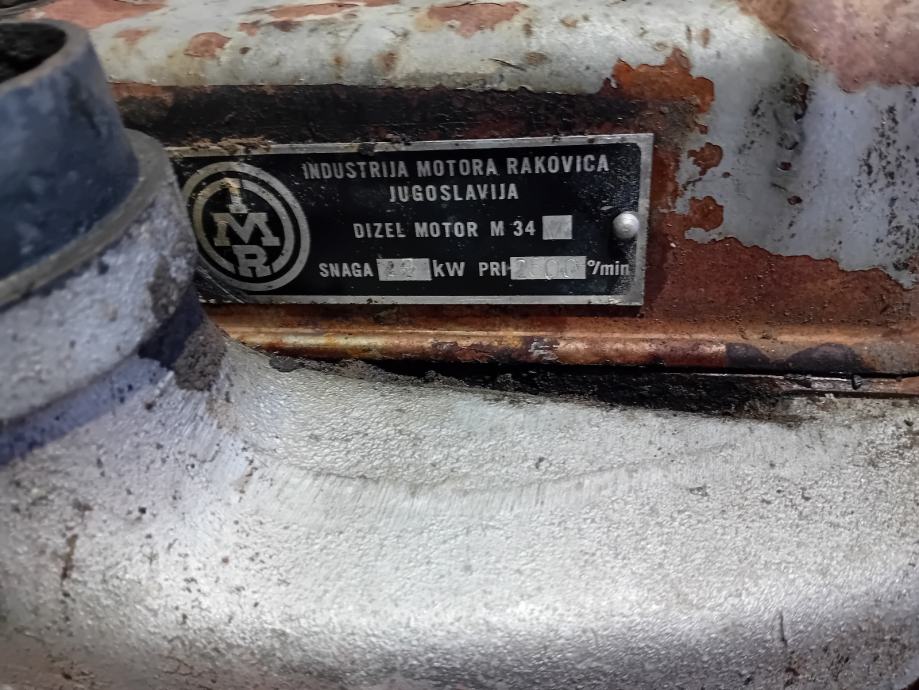 INDUSTRIJA MOTORA RAKOVICA
JUGOSLAVIJA
IMR
DIZEL MOTOR M 34
SNAGA kW PRI °/min